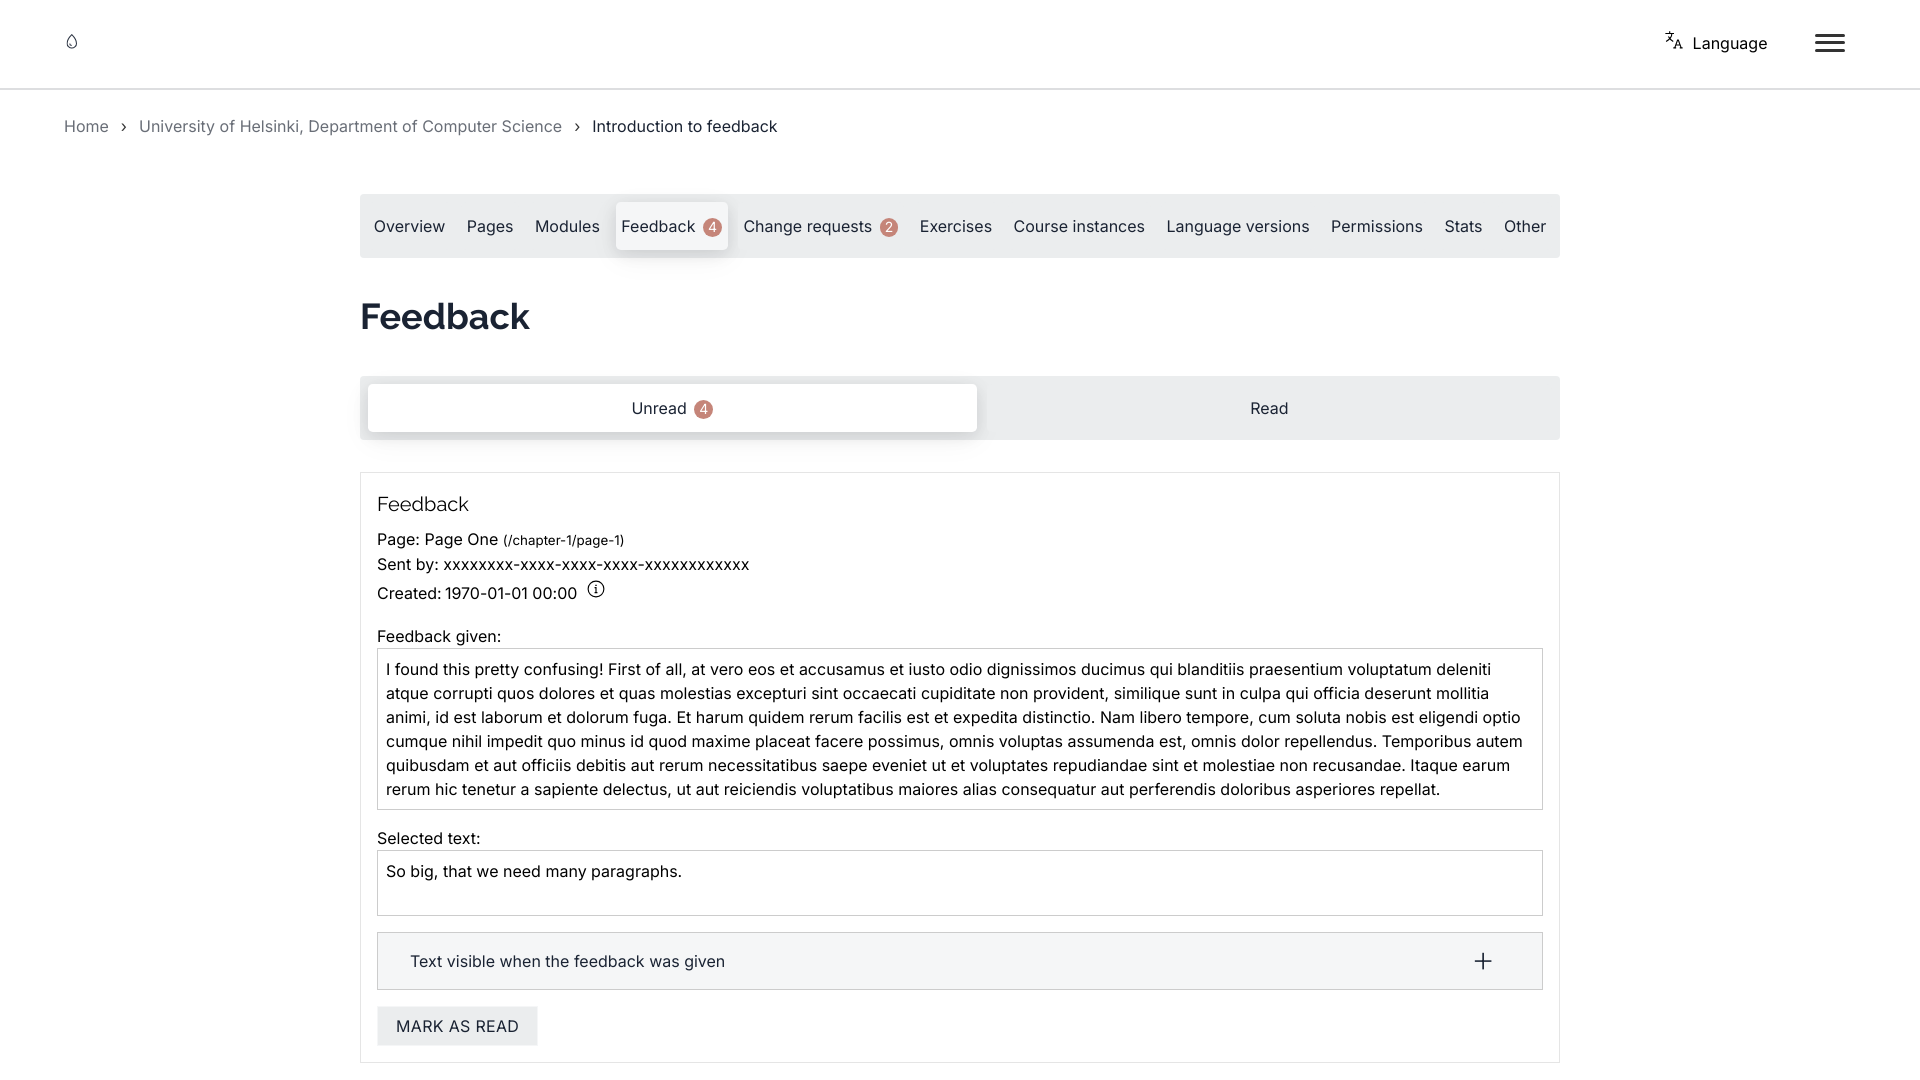 Language
Home › University of Helsinki, Department of Computer Science › Introduction to feedback
Overview Pages Modules Feedback 4 Change requests 2 Exercises Course instances Language versions Permissions Stats Other
Feedback
Unread 4 Read
Feedback
Page: Page One (/chapter-1/page-1)
Sent by: xxxxxxxx-xxxx-xxxx-xxxx-xxxxxxxxxxxx
Created: 1970-01-01 00:00
Feedback given:
I found this pretty confusing! First of all, at vero eos et accusamus et iusto odio dignissimos ducimus qui blanditiis praesentium voluptatum deleniti
atque corrupti quos dolores et quas molestias excepturi sint occaecati cupiditate non provident, similique sunt in culpa qui officia deserunt mollitia
animi, id est laborum et dolorum fuga. Et harum quidem rerum facilis est et expedita distinctio. Nam libero tempore, cum soluta nobis est eligendi optio
cumque nihil impedit quo minus id quod maxime placeat facere possimus, omnis voluptas assumenda est, omnis dolor repellendus. Temporibus autem
quibusdam et aut officiis debitis aut rerum necessitatibus saepe eveniet ut et voluptates repudiandae sint et molestiae non recusandae. Itaque earum
rerum hic tenetur a sapiente delectus, ut aut reiciendis voluptatibus maiores alias consequatur aut perferendis doloribus asperiores repellat.
Selected text:
So big, that we need many paragraphs.
Text visible when the feedback was given
MARK AS READ